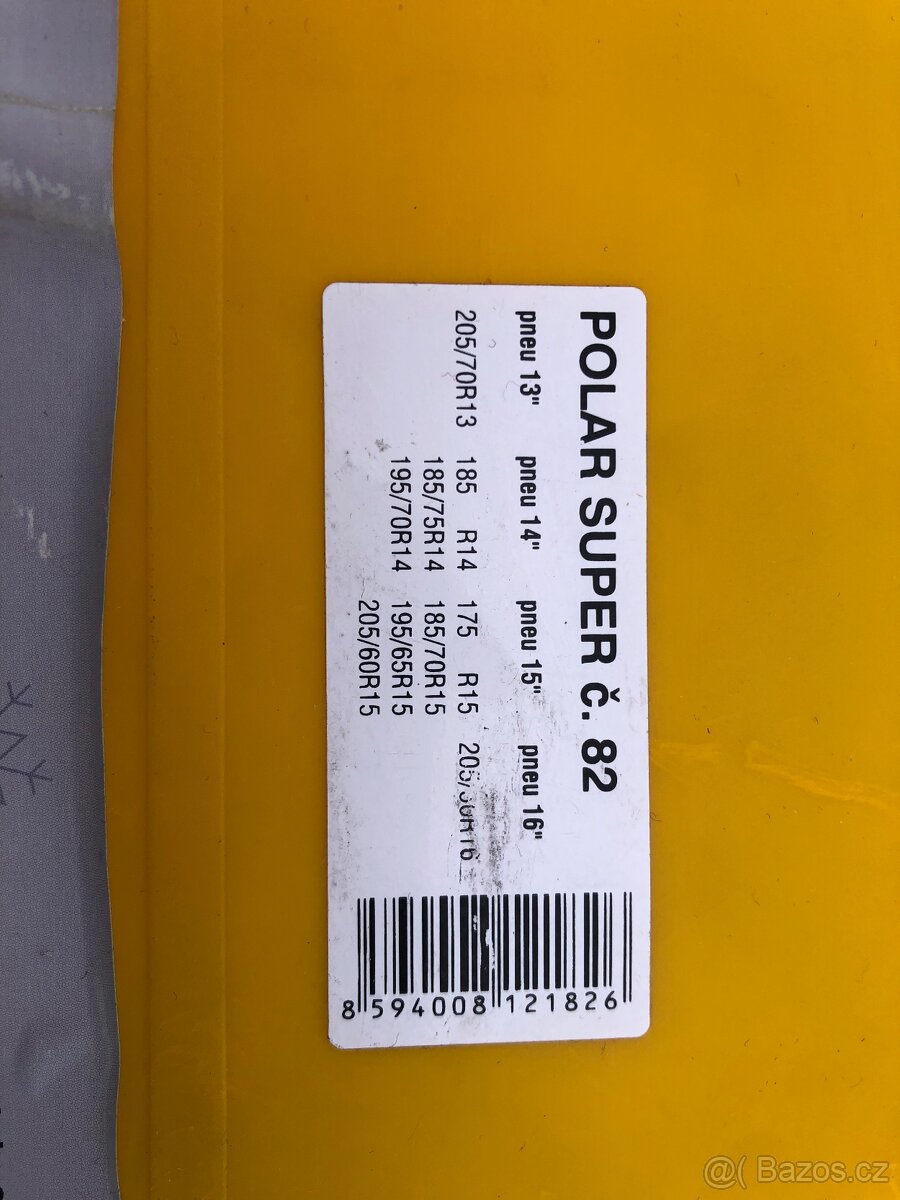 POLAR SUPER č. 82
pneu 13" pneu 14" pneu 15" pneu 16"
205/70R13 185 R14 175 R15
185/75R14 185/70R15
195/70R14 195/65R15
205/60R15
8 594008 121826
@( Bazos.cz